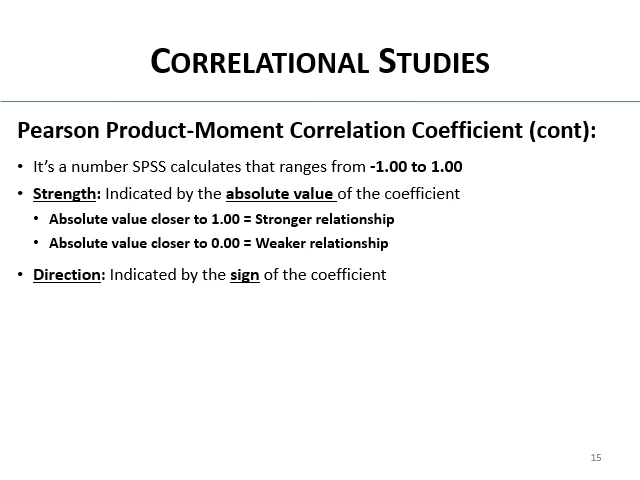 CORRELATIONAL STUDIES
Pearson Product-Moment Correlation Coefficient (cont):
• It’s a number SPSS calculates that ranges from -1.00 to 1.00
• Strength: Indicated by the absolute value of the coefficient
• Absolute value closer to 1.00 = Stronger relationship
• Absolute value closer to 0.00 = Weaker relationship
• Direction: Indicated by the sign of the coefficient
15